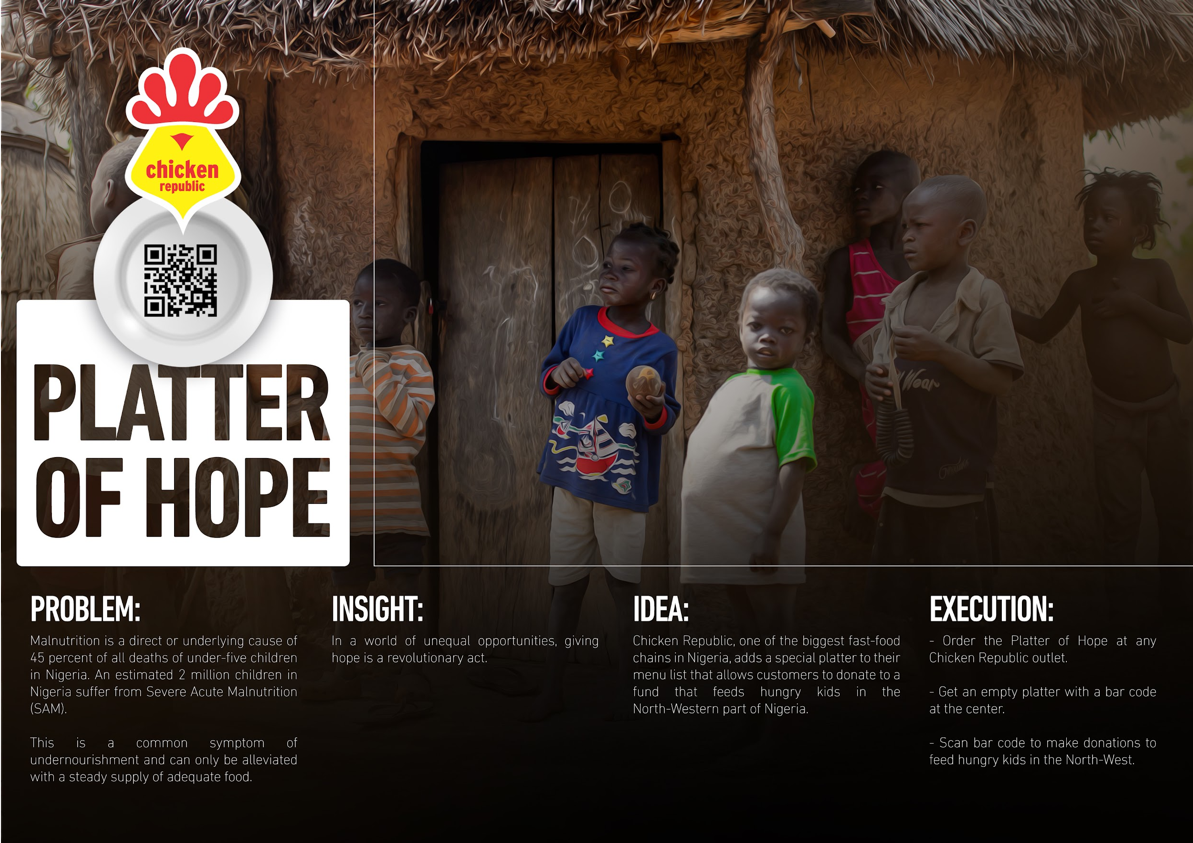 chicken
republic
PLATTER
OF HOPE
PROBLEM:
Malnutrition is a direct or underlying cause of
45 percent of all deaths of under-five children
in Nigeria. An estimated 2 million children in
Nigeria suffer from Severe Acute Malnutrition
(SAM).
This is a common symptom of
undernourishment and can only be alleviated
with a steady supply of adequate food.
INSIGHT:
In a world of unequal opportunities, giving
hope is a revolutionary act.
IDEA:
Chicken Republic, one of the biggest fast-food
chains in Nigeria, adds a special platter to their
menu list that allows customers to donate to a
fund that feeds hungry kids in the
North-Western part of Nigeria.
EXECUTION:
- Order the Platter of Hope at any
Chicken Republic outlet.
- Get an empty platter with a bar code
at the center.
- Scan bar code to make donations to
feed hungry kids in the North-West.